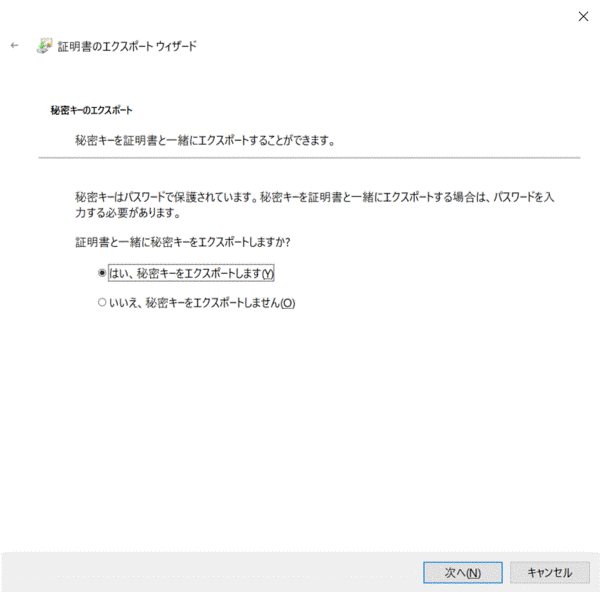 証明書のエクスポート ウィザード
秘密キーのエクスポート
秘密キーを証明書と一緒にエクスポートすることができます。
秘密キーはパスワードで保護されています。秘密キーを証明書と一緒にエクスポートする場合は、パスワードを入
力する必要があります。
証明書と一緒に秘密キーをエクスポートしますか?
はい、秘密キーをエクスポートします(Y)
いいえ、秘密キーをエクスポートしません(O)
次へ(N)
キャンセル